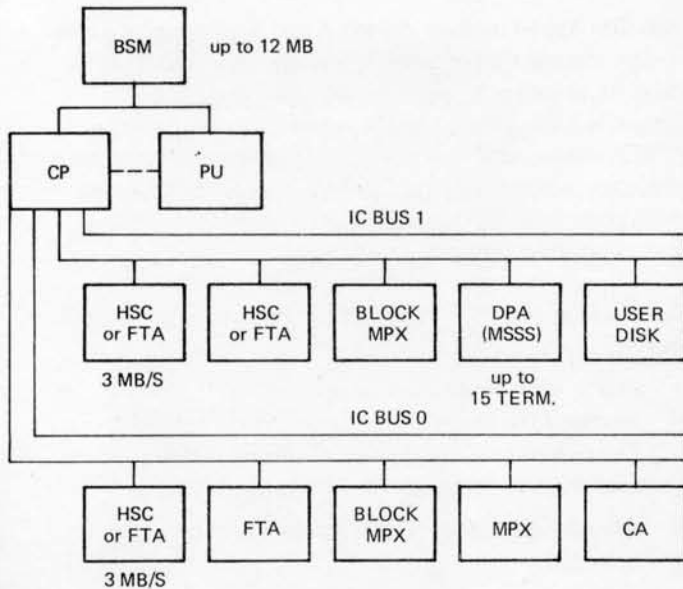 BSM
up to 12 MB
CP
PU
IC BUS 1
HSC
or FTA
HSC
or FTA
BLOCK
MPX
DPA
(MSSS)
USER
DISK
3 MB/S
up to
15 TERM.
IC BUS 0
HSC
or FTA
FTA
BLOCK
MPX
MPX
CA
3 MB/S